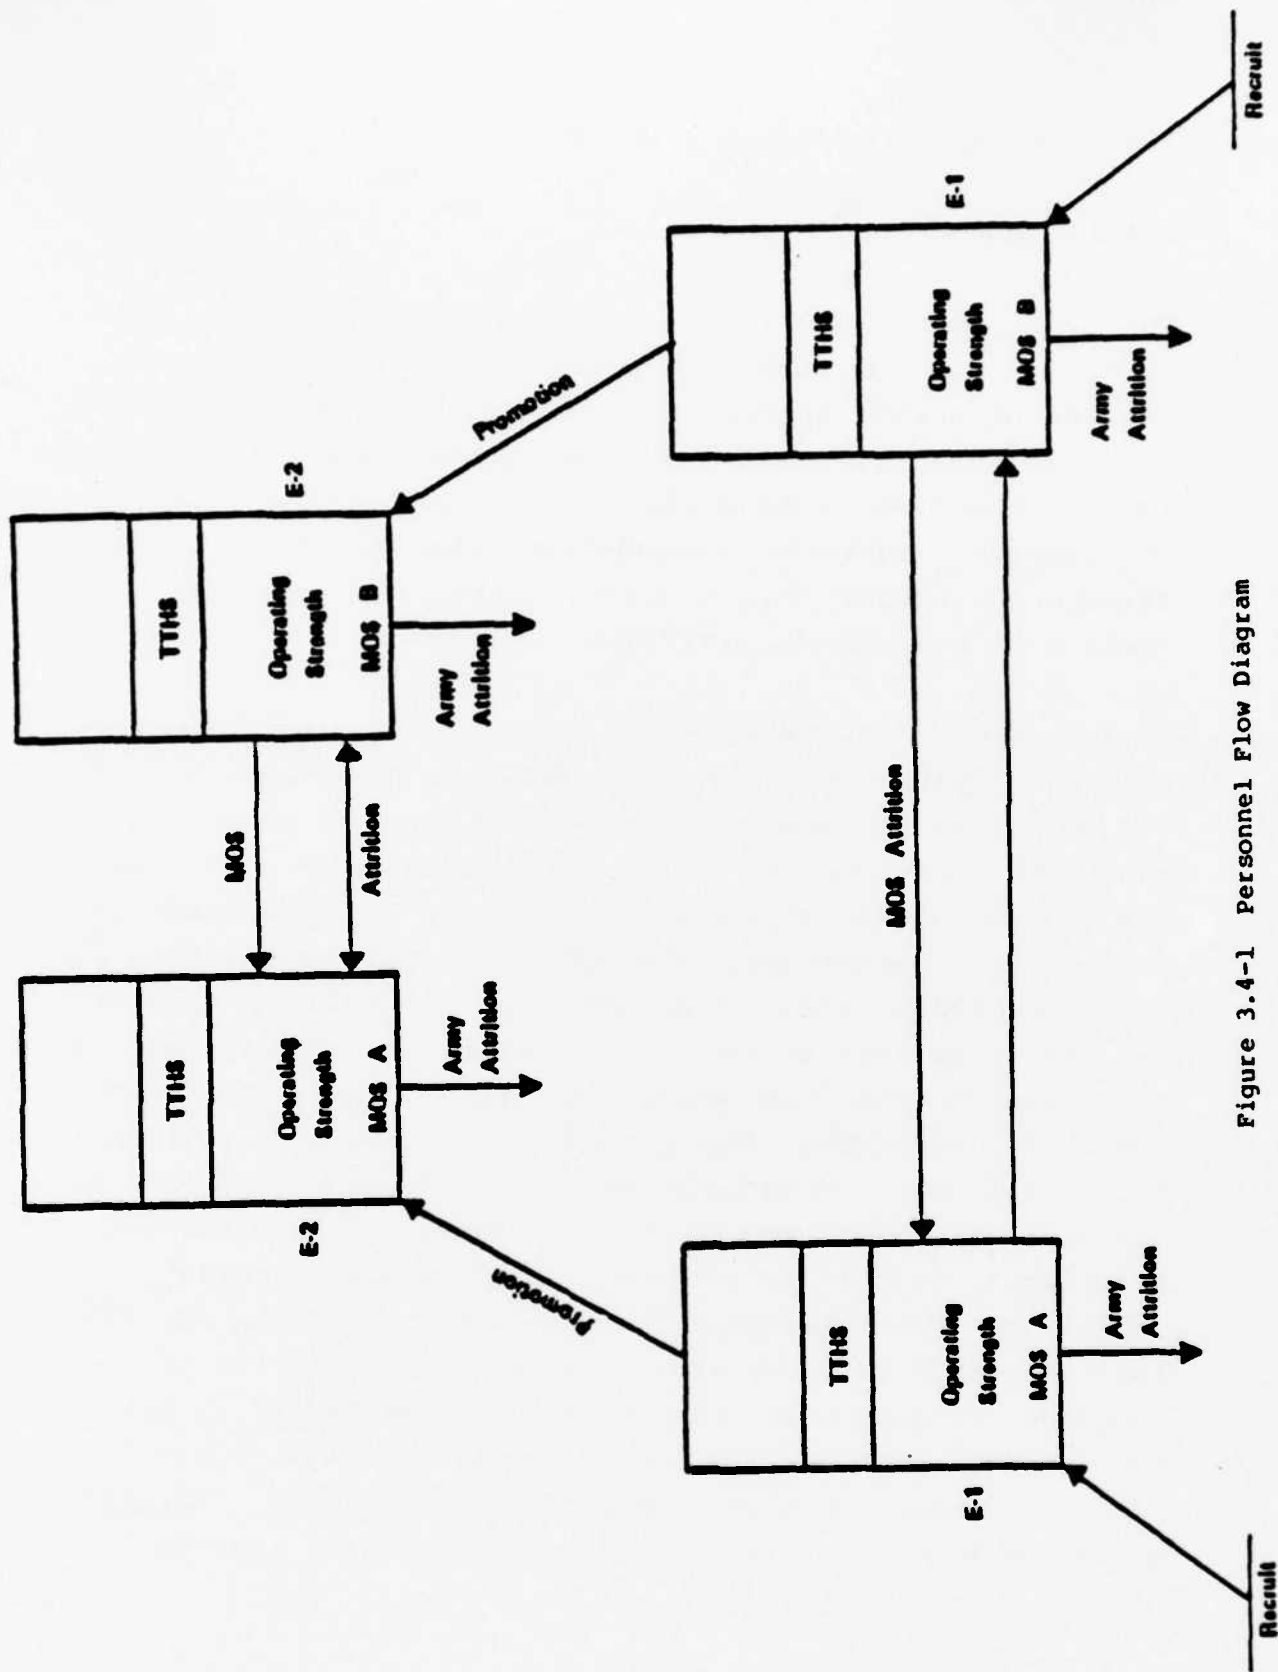 TTHS
Operating
Strength
MOS A
E-2
Army
Attrition
MOS
Attrition
TTHS
Operating
Strength
MOS B
E-2
Army
Attrition
Promotion
Promotion
TTHS
Operating
Strength
MOS A
E-1
Army
Attrition
MOS Attrition
TTHS
Operating
Strength
MOS B
E-1
Army
Attrition
Recruit
Recruit
Figure 3.4-1 Personnel Flow Diagram